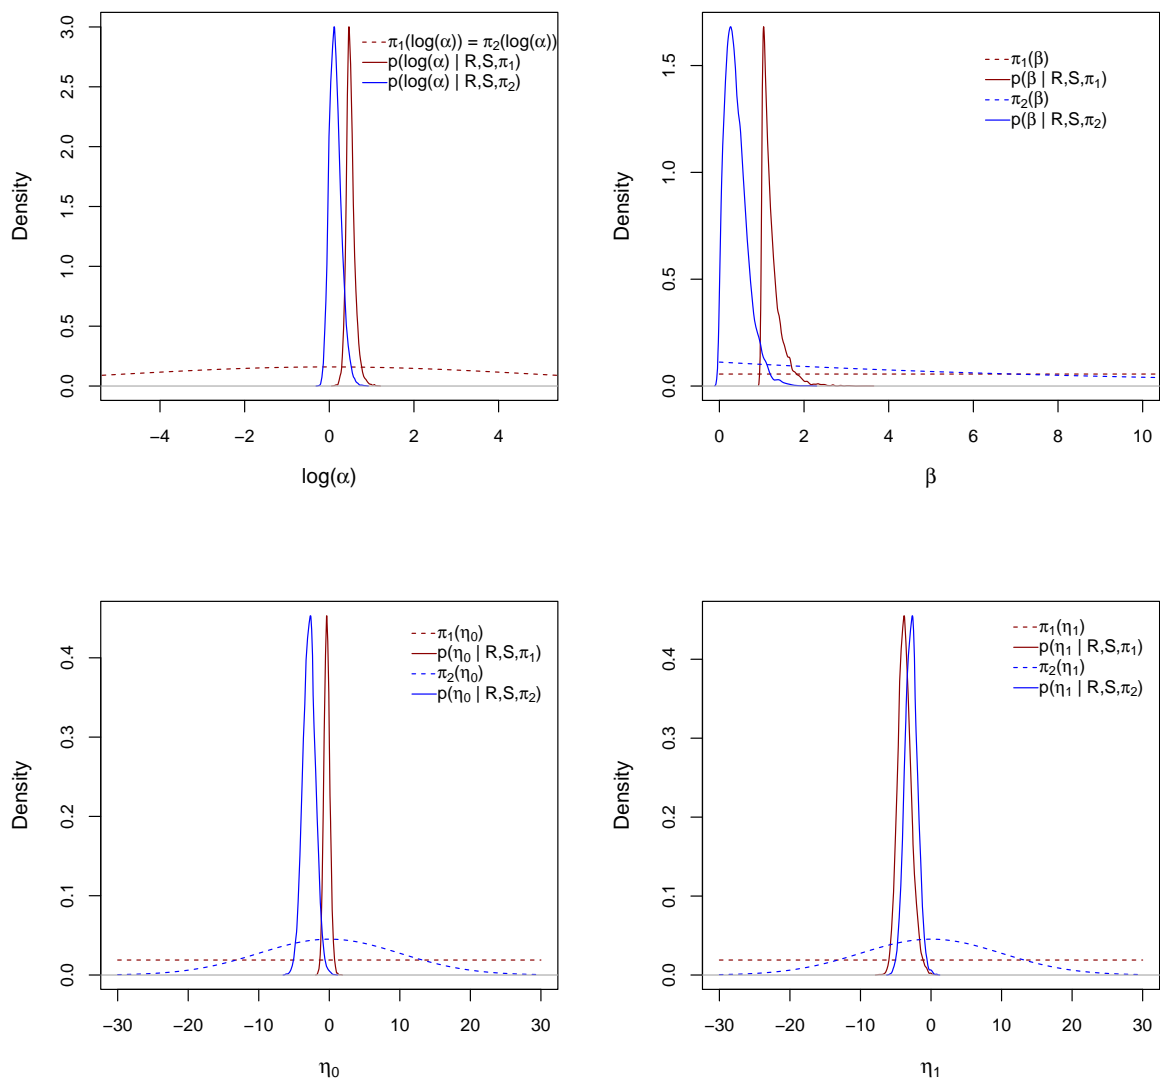 π₁(log(α)) = π₂(log(α))
p(log(α) | R,S,π₁)
p(log(α) | R,S,π₂)
Density
0.0 0.5 1.0 1.5 2.0 2.5 3.0
−4 −2 0 2 4
log(α)
π₁(β)
p(β | R,S,π₁)
π₂(β)
p(β | R,S,π₂)
Density
0.0 0.5 1.0 1.5
0 2 4 6 8 10
β
π₁(η₀)
p(η₀ | R,S,π₁)
π₂(η₀)
p(η₀ | R,S,π₂)
Density
0.0 0.1 0.2 0.3 0.4
−30 −20 −10 0 10 20 30
η₀
π₁(η₁)
p(η₁ | R,S,π₁)
π₂(η₁)
p(η₁ | R,S,π₂)
Density
0.0 0.1 0.2 0.3 0.4
−30 −20 −10 0 10 20 30
η₁